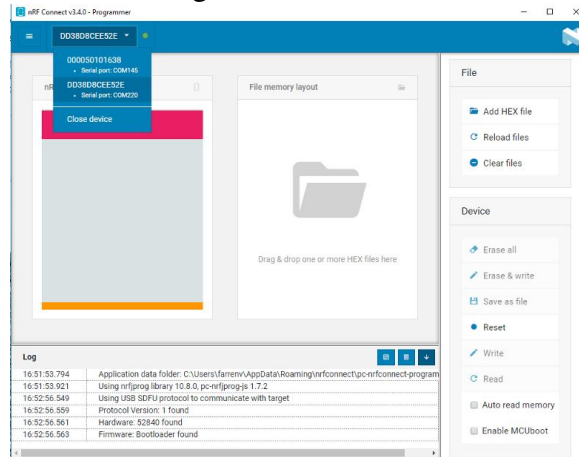 nRF Connect v3.4.0 - Programmer
DD38D8CEE52E
000050101638
Serial port: COM145
DD38D8CEE52E
Serial port: COM220
Close device
File memory layout
Drag & drop one or more HEX files here
File
Add HEX file
Reload files
Clear files
Device
Erase all
Erase & write
Save as file
Reset
Write
Read
Auto read memory
Enable MCUboot
Log
16:51:53.794 Application data folder: C:\Users\farrenv\AppData\Roaming\nrfconnect\pc-nrfconnect-program
16:51:53.921 Using nrfjprog library 10.8.0, pc-nrfjprog-js 1.7.2
16:52:56.549 Using USB SDFU protocol to communicate with target
16:52:56.559 Protocol Version: 1 found
16:52:56.561 Hardware: 52840 found
16:52:56.563 Firmware: Bootloader found